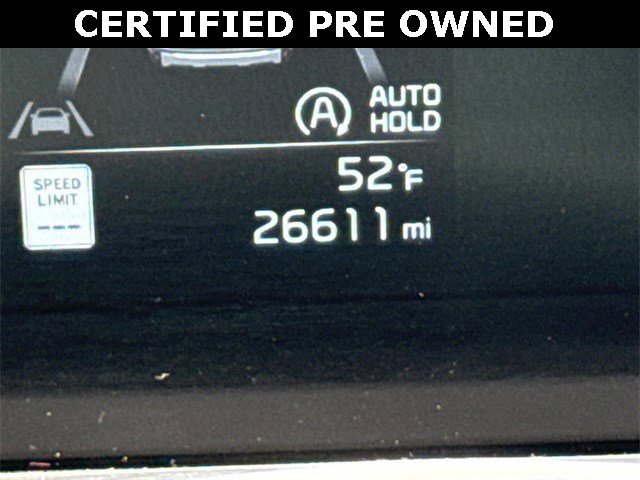 CERTIFIED PRE OWNED
A AUTO
HOLD
52°F
SPEED
LIMIT
---
26611 mi